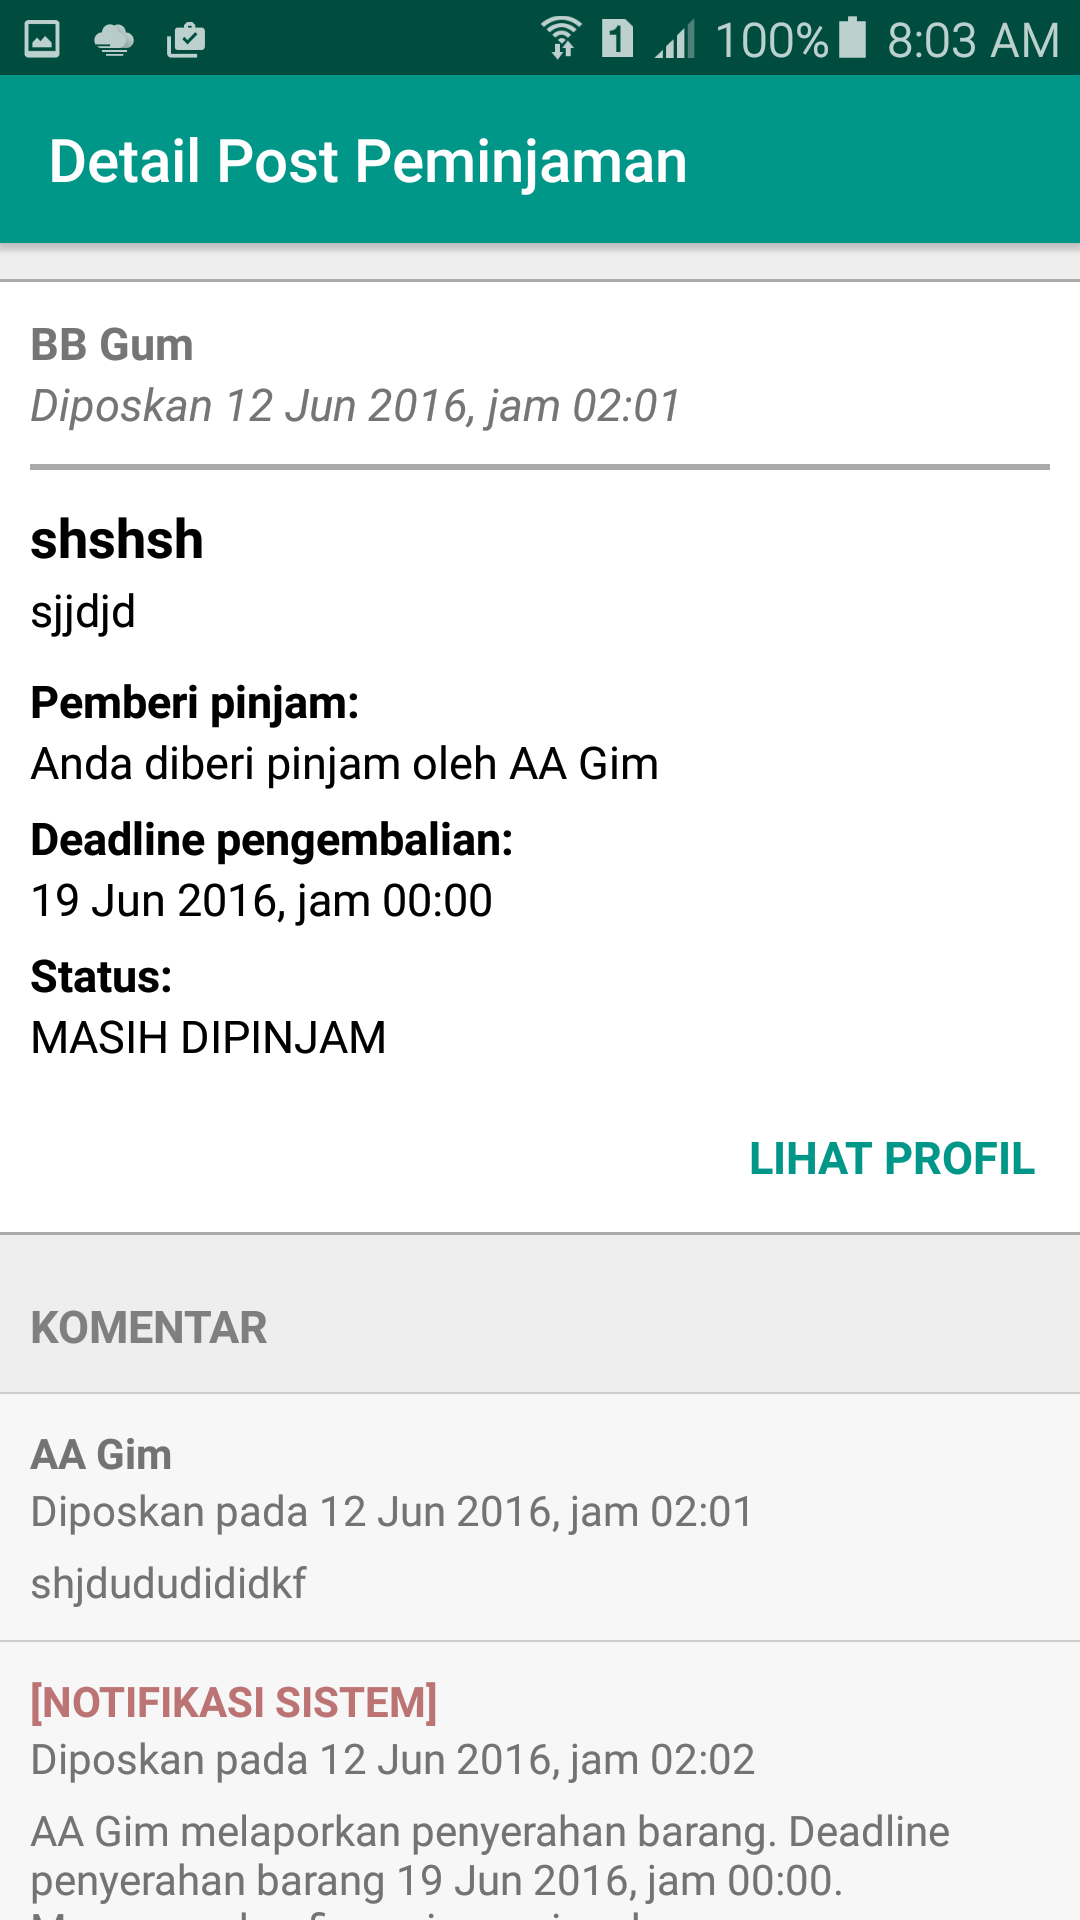 1 100% 8:03 AM
Detail Post Peminjaman
BB Gum
Diposkan 12 Jun 2016, jam 02:01
shshsh
sjjdjd
Pemberi pinjam:
Anda diberi pinjam oleh AA Gim
Deadline pengembalian:
19 Jun 2016, jam 00:00
Status:
MASIH DIPINJAM
LIHAT PROFIL
KOMENTAR
AA Gim
Diposkan pada 12 Jun 2016, jam 02:01
shjdududididkf
[NOTIFIKASI SISTEM]
Diposkan pada 12 Jun 2016, jam 02:02
AA Gim melaporkan penyerahan barang. Deadline
penyerahan barang 19 Jun 2016, jam 00:00.